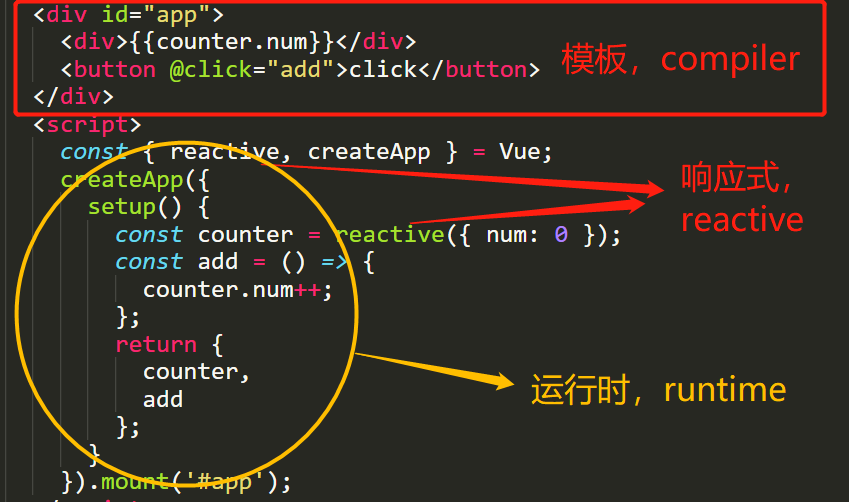 <div id="app">
<div>{{counter.num}}</div>
<button @click="add">click</button>
</div>
模板，compiler
<script>
const { reactive, createApp } = Vue;
createApp({
setup() {
const counter = reactive({ num: 0 });
const add = () => {
counter.num++;
};
return {
counter,
add
};
}
}).mount('#app');
响应式，
reactive
运行时，runtime